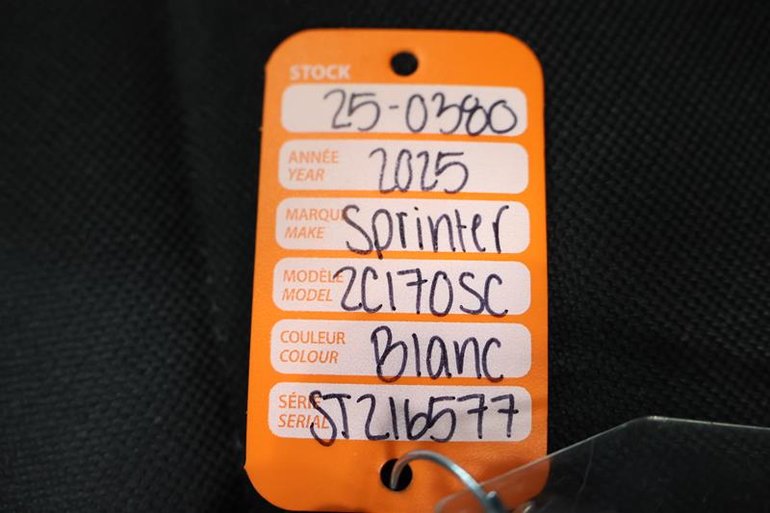 STOCK
25-0380
ANNÉE
YEAR
2025
MARQUE
MAKE
Sprinter
MODÈLE
MODEL
2C170SC
COULEUR
COLOUR
Blanc
SÉRIE
SERIAL
ST216577